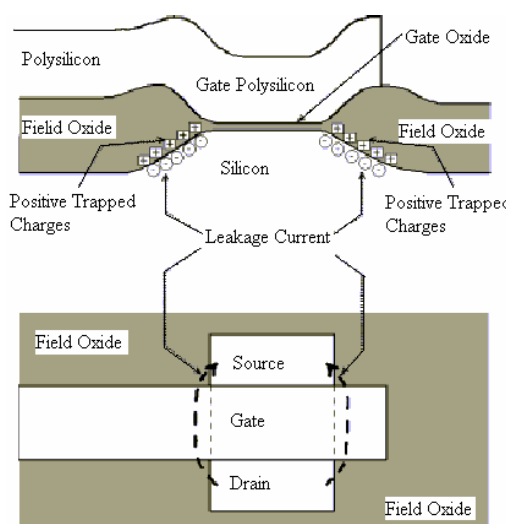 Gate Oxide
Polysilicon
Gate Polysilicon
Fielid Oxide
Field Oxide
Silicon
Positive Trapped
Charges
Positive Trapped
Charges
Leakage Current
Field Oxide
Source
Gate
Drain
Field Oxide